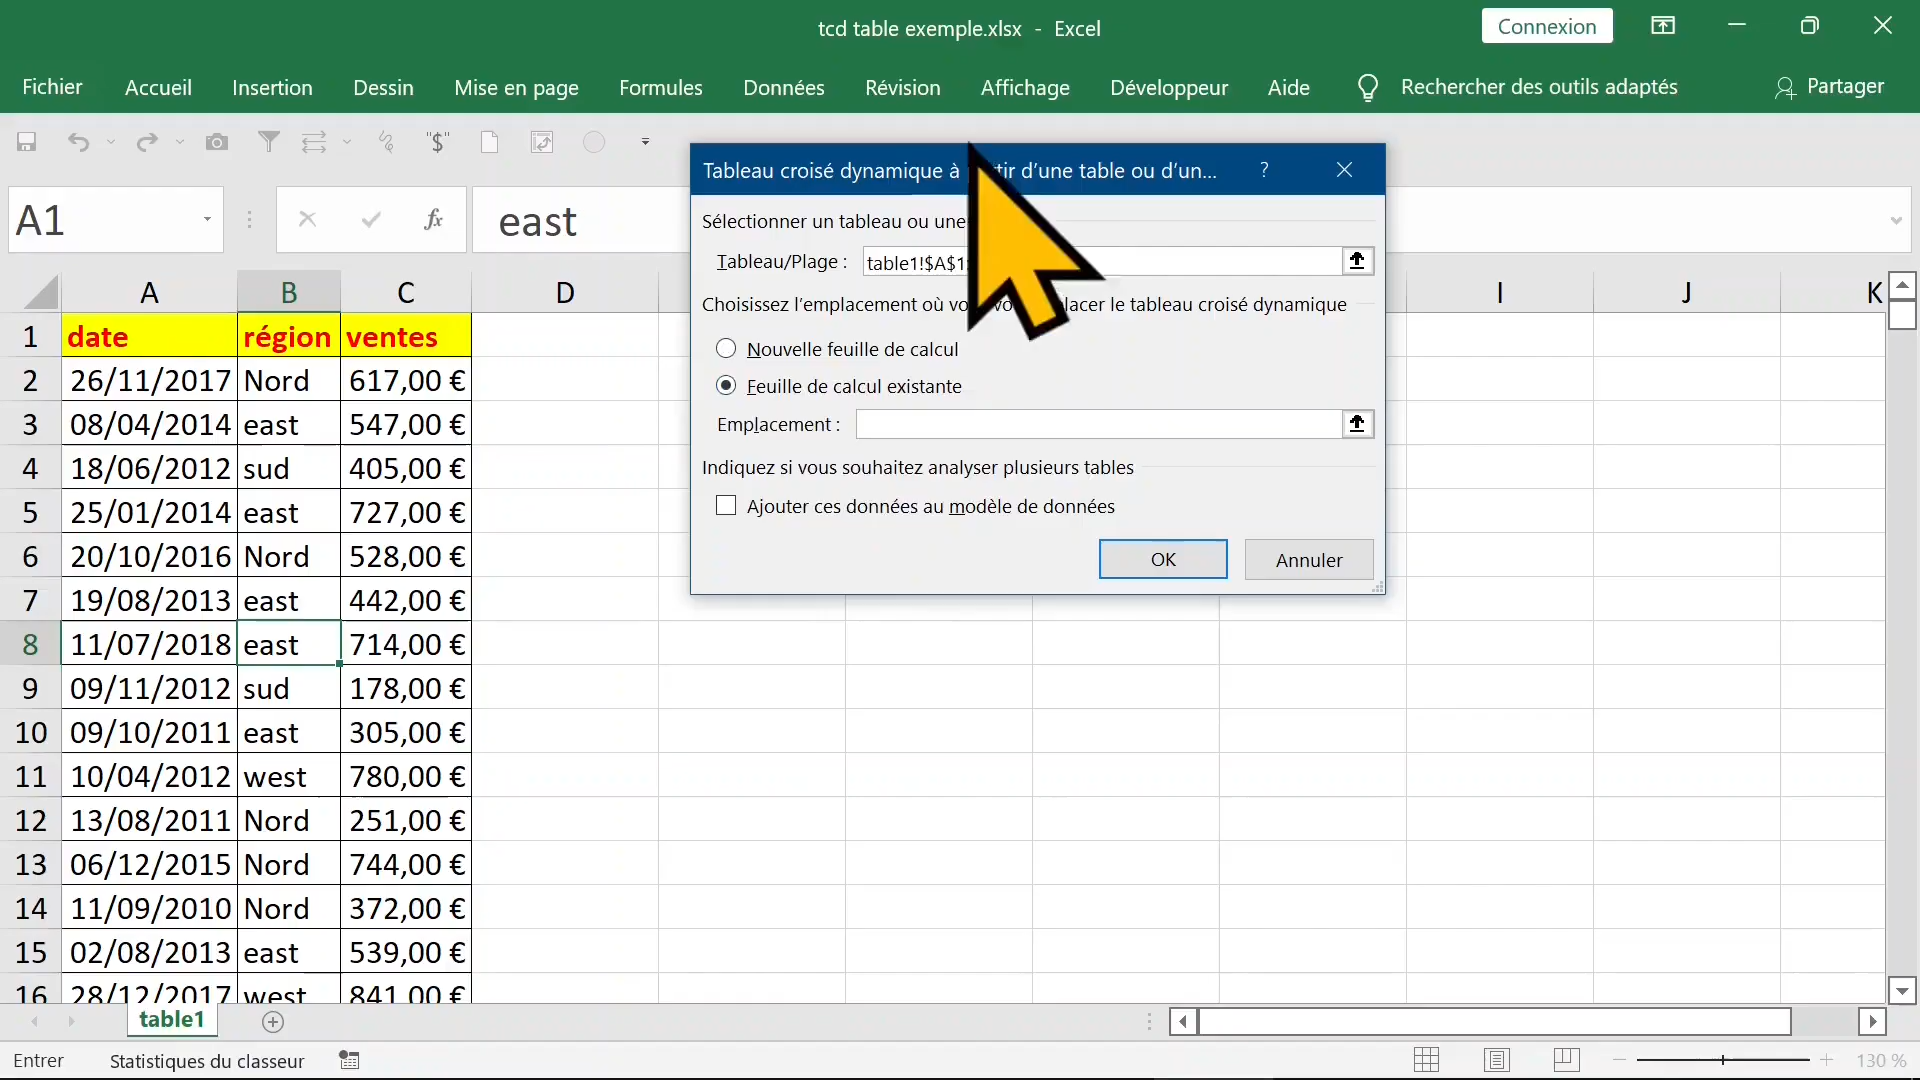 tcd table exemple.xlsx - Excel
Connexion
Fichier Accueil Insertion Dessin Mise en page Formules Données Révision Affichage Développeur Aide Rechercher des outils adaptés Partager
"$"
A1 fx east
Tableau croisé dynamique à tir d'une table ou d'un... ?
Sélectionner un tableau ou une
Tableau/Plage : table1!$A$1:
Choisissez l'emplacement où vo lacer le tableau croisé dynamique
Nouvelle feuille de calcul
Feuille de calcul existante
Emplacement :
Indiquez si vous souhaitez analyser plusieurs tables
Ajouter ces données au modèle de données
OK Annuler
A B C D I J K
1 date région ventes
2 26/11/2017 Nord 617,00 €
3 08/04/2014 east 547,00 €
4 18/06/2012 sud 405,00 €
5 25/01/2014 east 727,00 €
6 20/10/2016 Nord 528,00 €
7 19/08/2013 east 442,00 €
8 11/07/2018 east 714,00 €
9 09/11/2012 sud 178,00 €
10 09/10/2011 east 305,00 €
11 10/04/2012 west 780,00 €
12 13/08/2011 Nord 251,00 €
13 06/12/2015 Nord 744,00 €
14 11/09/2010 Nord 372,00 €
15 02/08/2013 east 539,00 €
16 28/12/2017 west 841,00 €
table1
Entrer Statistiques du classeur 130 %